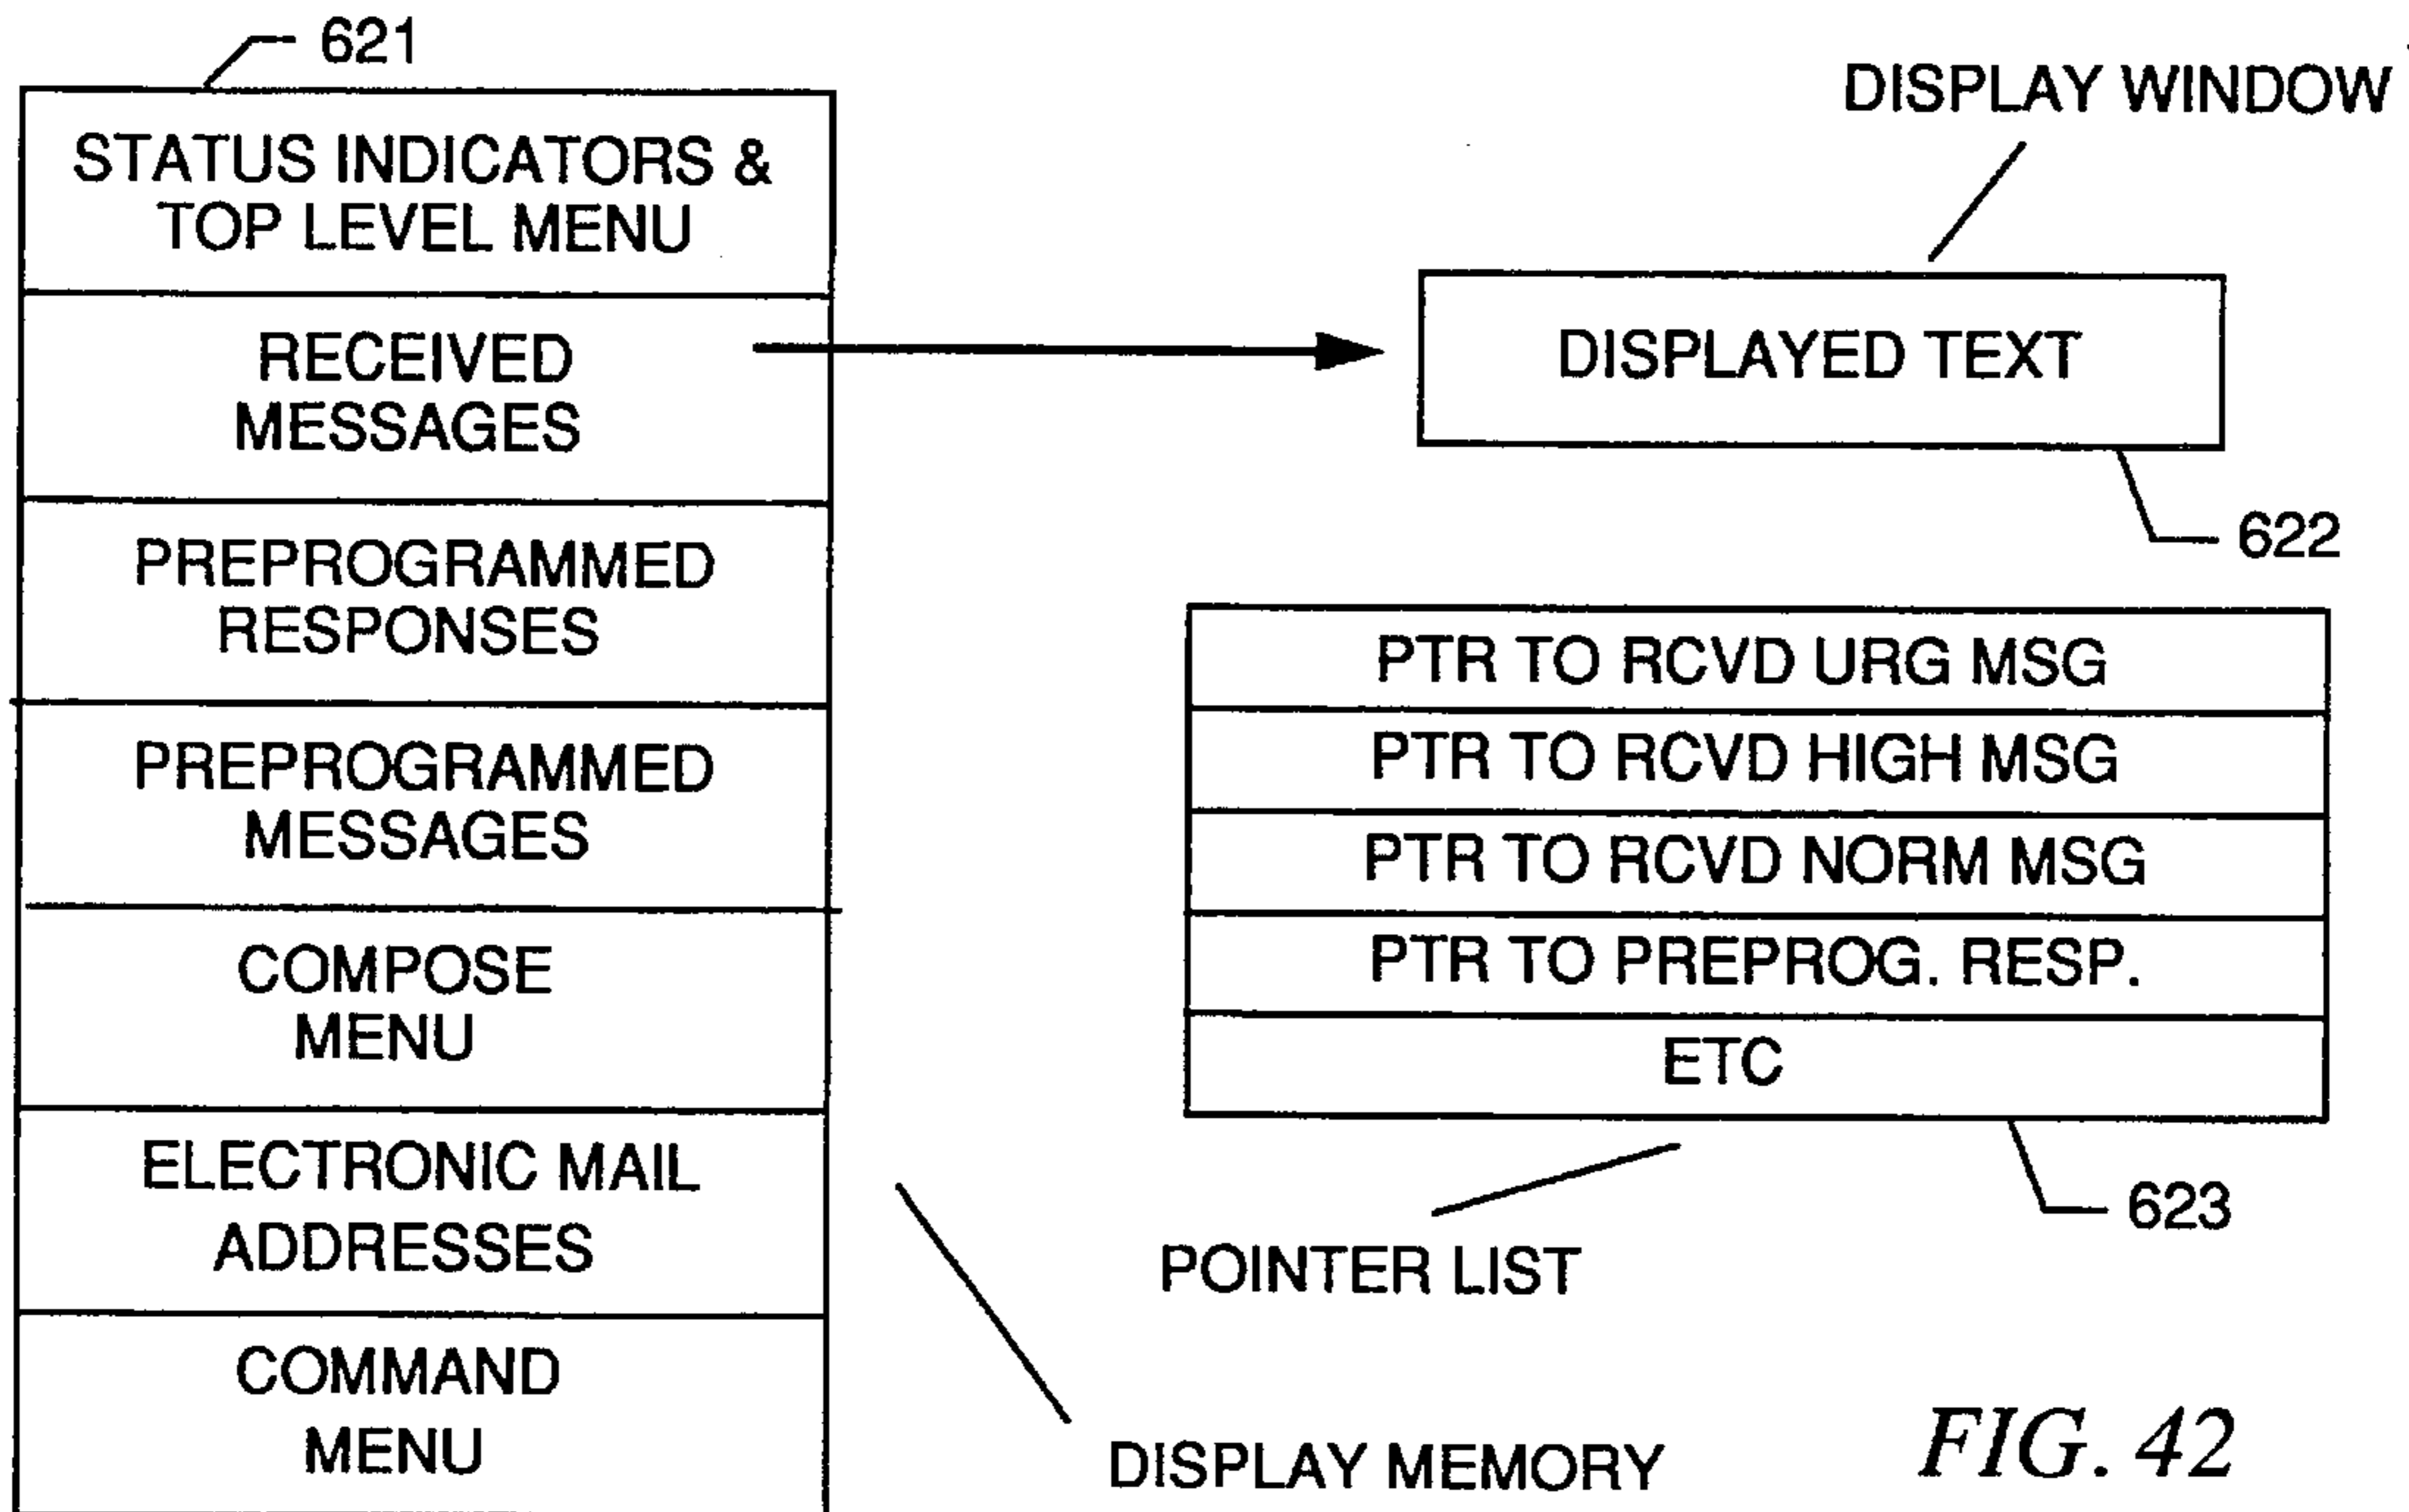 621
STATUS INDICATORS &
TOP LEVEL MENU
RECEIVED
MESSAGES
PREPROGRAMMED
RESPONSES
PREPROGRAMMED
MESSAGES
COMPOSE
MENU
ELECTRONIC MAIL
ADDRESSES
COMMAND
MENU
DISPLAY MEMORY
DISPLAY WINDOW
DISPLAYED TEXT
622
PTR TO RCVD URG MSG
PTR TO RCVD HIGH MSG
PTR TO RCVD NORM MSG
PTR TO PREPROG. RESP.
ETC
623
POINTER LIST
FIG. 42